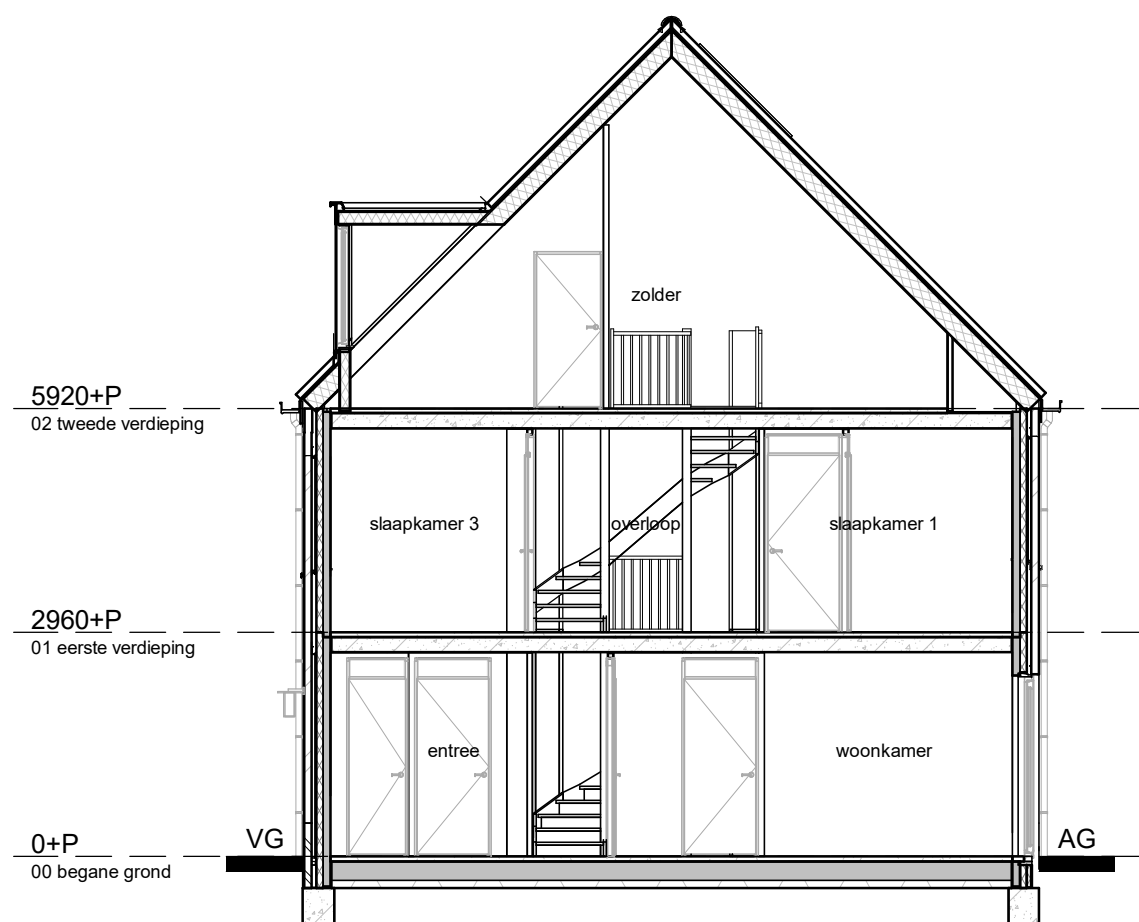 zolder
5920+P
02 tweede verdieping
slaapkamer 3
overloop
slaapkamer 1
2960+P
01 eerste verdieping
entree
woonkamer
0+P
VG
AG
00 begane grond